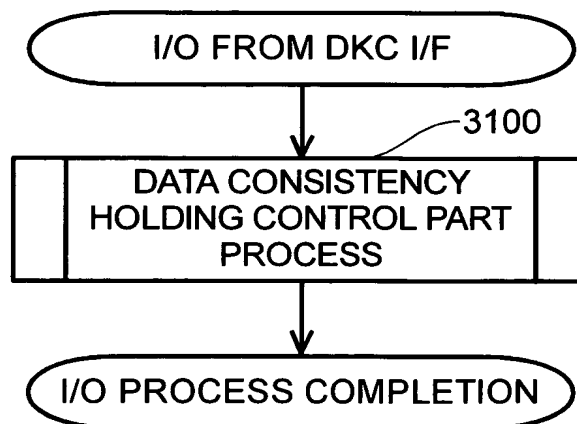 I/O FROM DKC I/F
3100
DATA CONSISTENCY
HOLDING CONTROL PART
PROCESS
I/O PROCESS COMPLETION